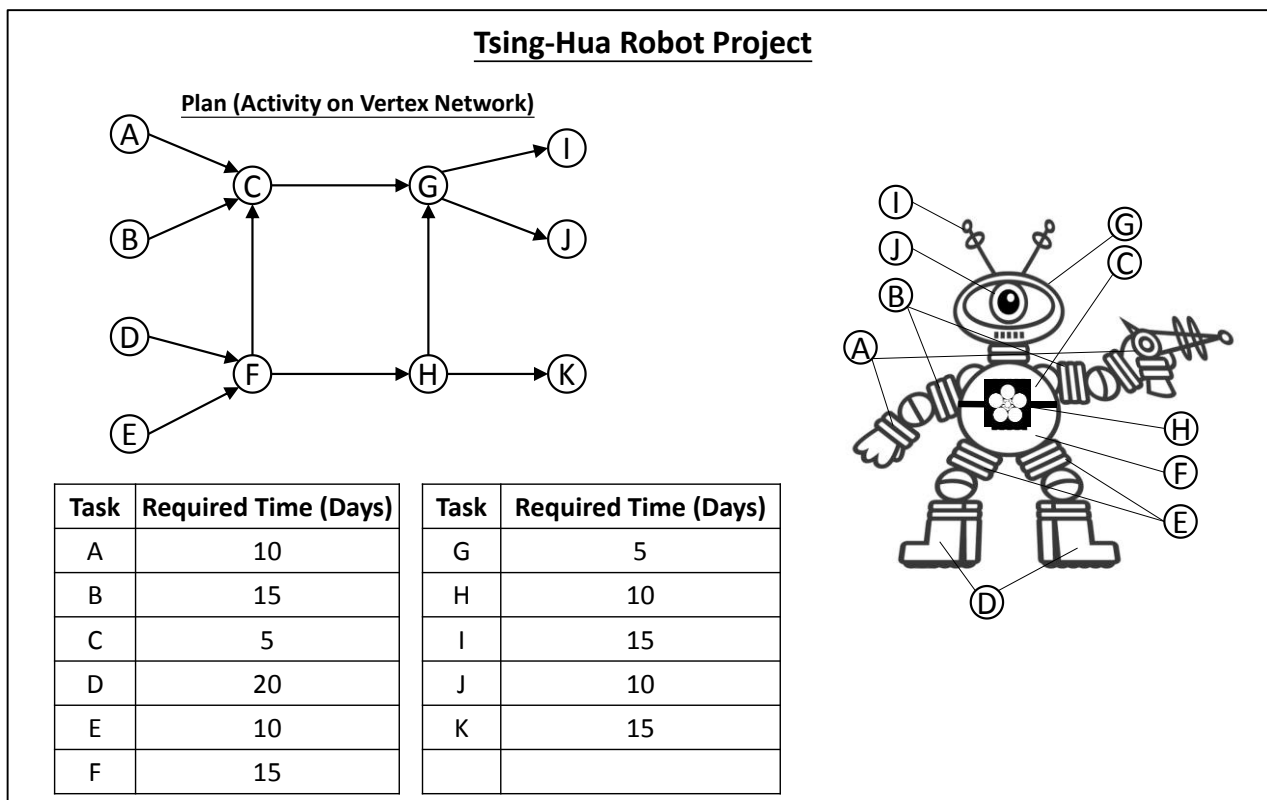 Tsing-Hua Robot Project
Plan (Activity on Vertex Network)
A
I
C
G
B
J
D
F
H
K
E
I
G
J
C
B
A
H
F
E
D
Task Required Time (Days)
A 10
B 15
C 5
D 20
E 10
F 15
Task Required Time (Days)
G 5
H 10
I 15
J 10
K 15